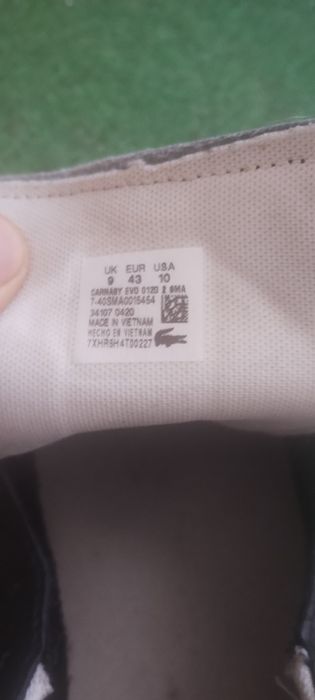 UK EUR USA
9 43 10
CARNABY EVO 0120 2 SMA
7-40SMA0015454
34107 0420
MADE IN VIETNAM
HECHO EN VIETNAM
7XHR9H4T00227